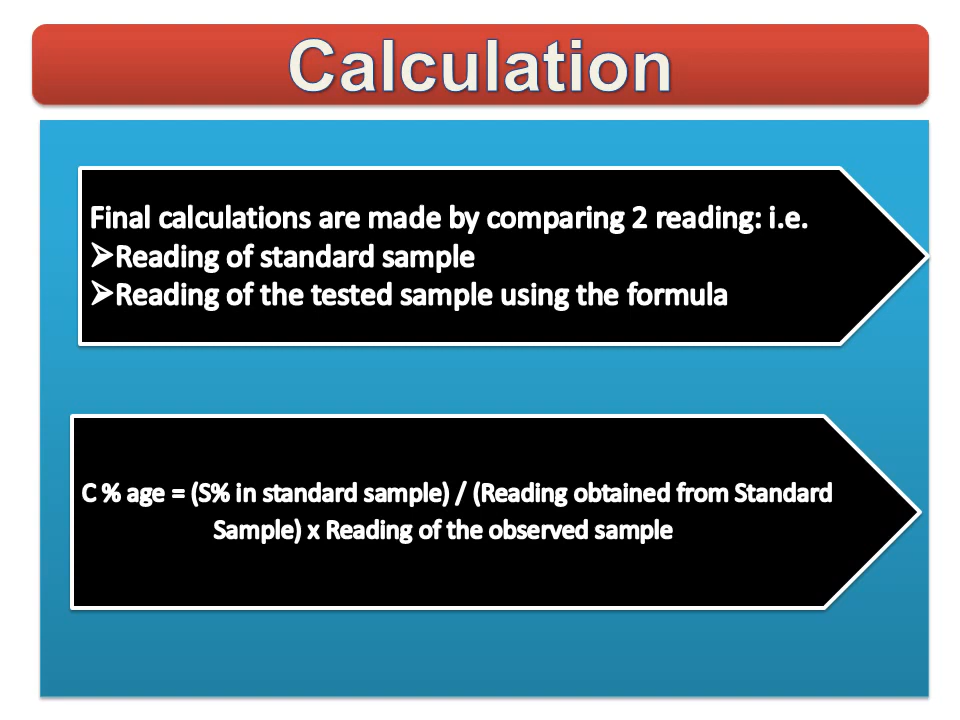 Calculation
Final calculations are made by comparing 2 reading: i.e.
➢Reading of standard sample
➢Reading of the tested sample using the formula
C % age = (S% in standard sample) / (Reading obtained from Standard
Sample) x Reading of the observed sample